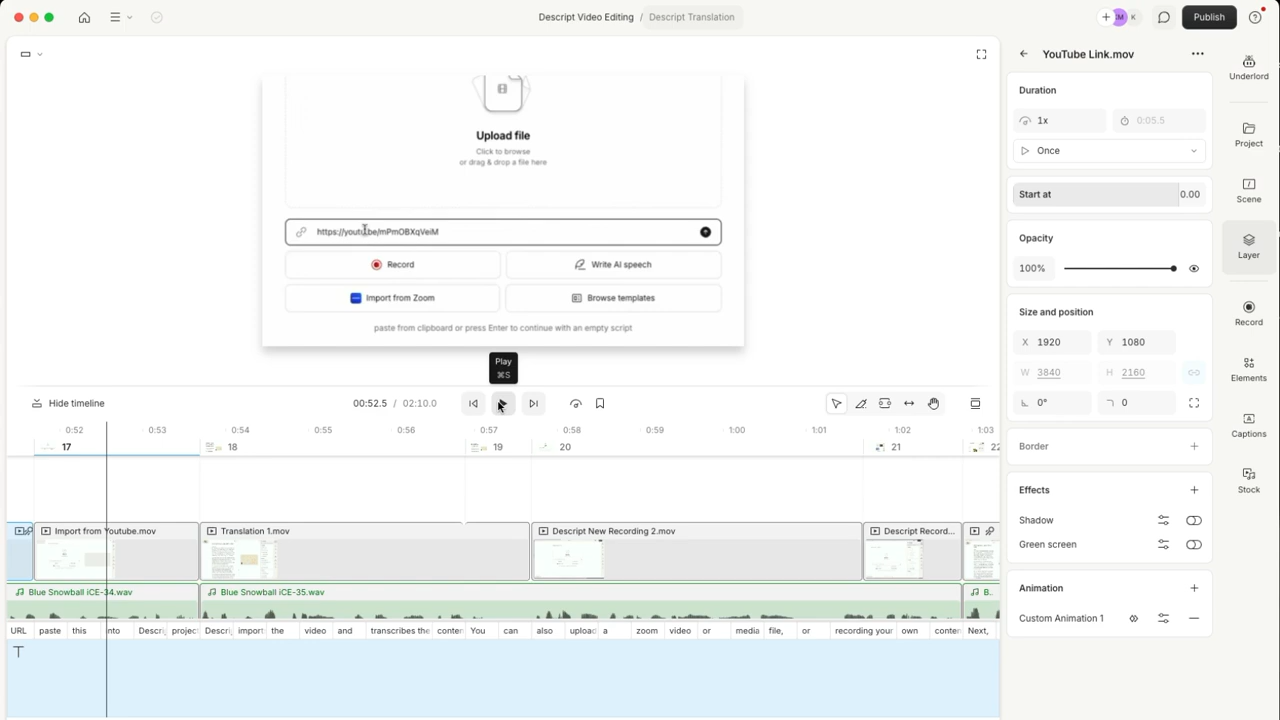 Descript Video Editing / Descript Translation
M
K
Publish
Upload file
Click to browse
or drag & drop a file here
https://youtube/mPmOBXqVeiM
Record
Write AI speech
Import from Zoom
Browse templates
paste from clipboard or press Enter to continue with an empty script
Play
⌘S
Hide timeline
00:52.5 / 02:10.0
0:52 0:53 0:54 0:55 0:56 0:57 0:58 0:59 1:00 1:01 1:02 1:03
17 18 19 20 21 22
Import from Youtube.mov
Translation 1.mov
Descript New Recording 2.mov
Descript Record...
Blue Snowball iCE-34.wav
Blue Snowball iCE-35.wav
B..
URL paste this into Descri project Descri import the video and transcribes the conten You can also upload a zoom video or media file, or recording your own conten Next,
YouTube Link.mov
Duration
1x
0:05.5
Once
Start at
0.00
Opacity
100%
Size and position
X 1920
Y 1080
W 3840
H 2160
0°
0
Border
Effects
Shadow
Green screen
Animation
Custom Animation 1
Underlord
Project
Scene
Layer
Record
Elements
Captions
Stock